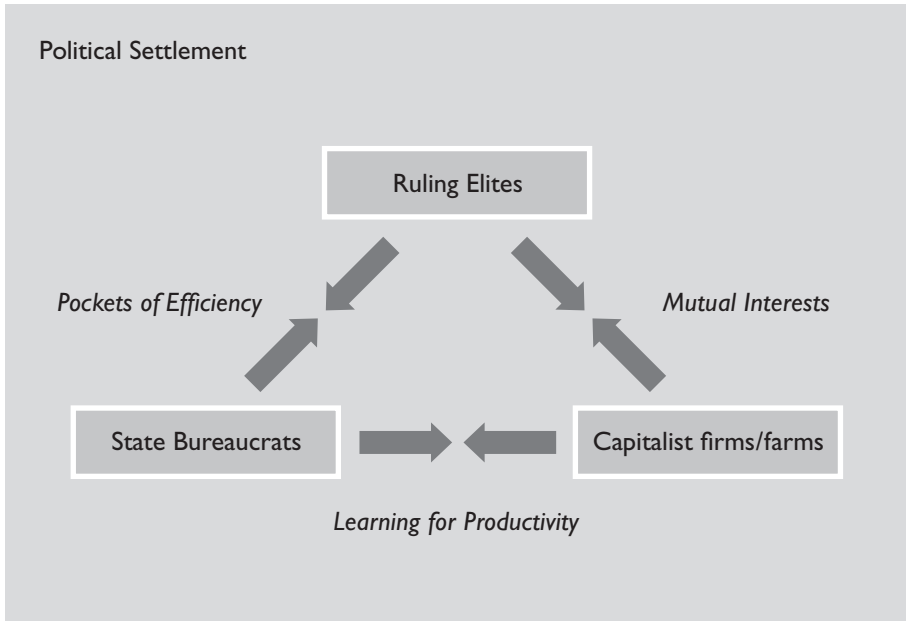 Political Settlement
Ruling Elites
Pockets of Efficiency
Mutual Interests
State Bureaucrats
Capitalist firms/farms
Learning for Productivity